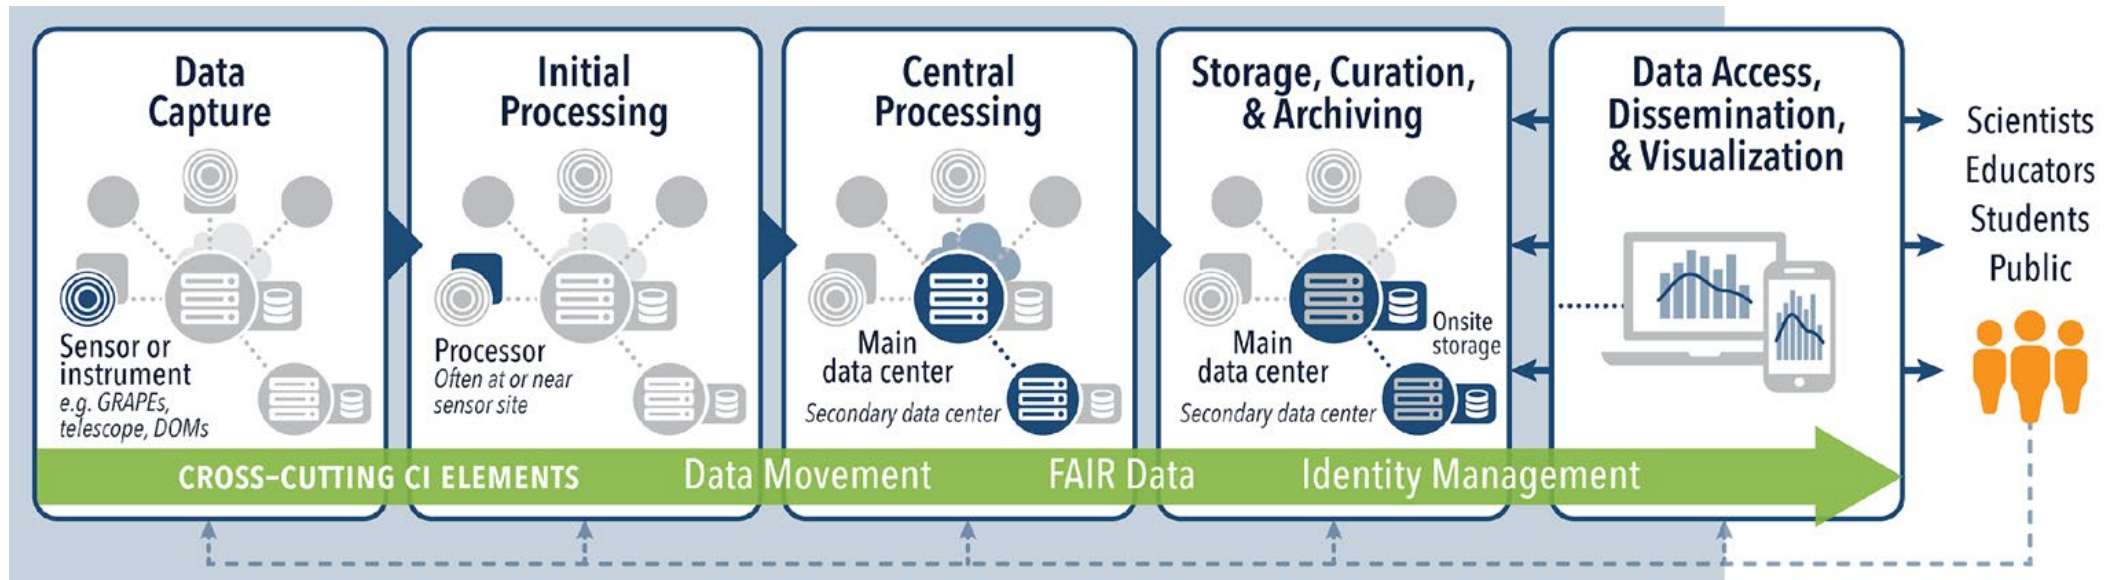 Data
Capture
Sensor or
instrument
e.g. GRAPEs,
telescope, DOMs
Initial
Processing
Processor
Often at or near
sensor site
Central
Processing
Main
data center
Secondary data center
Storage, Curation,
& Archiving
Onsite
storage
Main
data center
Secondary data center
Data Access,
Dissemination,
& Visualization
Scientists
Educators
Students
Public
CROSS–CUTTING CI ELEMENTS Data Movement FAIR Data Identity Management